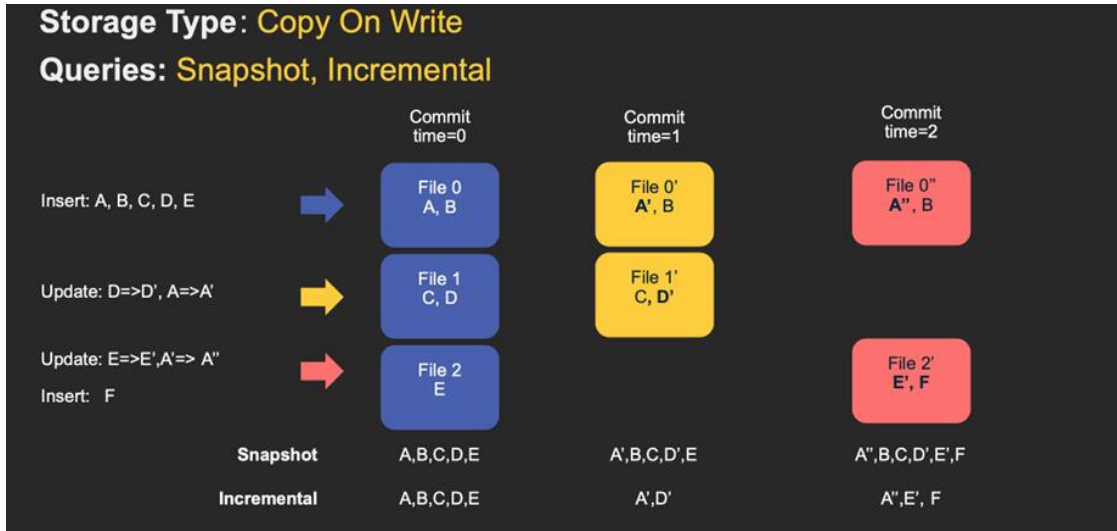 Storage Type: Copy On Write
Queries: Snapshot, Incremental
Commit
time=0
Commit
time=1
Commit
time=2
Insert: A, B, C, D, E
File 0
A, B
File 0'
A', B
File 0''
A'', B
Update: D=>D', A=>A'
File 1
C, D
File 1'
C, D'
Update: E=>E',A'=> A''
Insert: F
File 2
E
File 2'
E', F
Snapshot
A,B,C,D,E
A',B,C,D',E
A'',B,C,D',E',F
Incremental
A,B,C,D,E
A',D'
A'',E', F